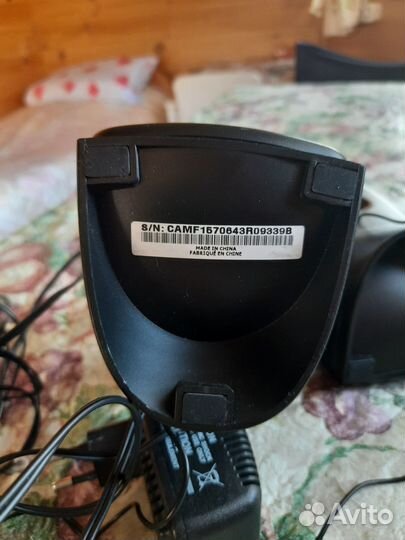 S/N: CAMF1570643R09339B
MADE IN CHINA
FABRIQUÉ EN CHINE
Avito